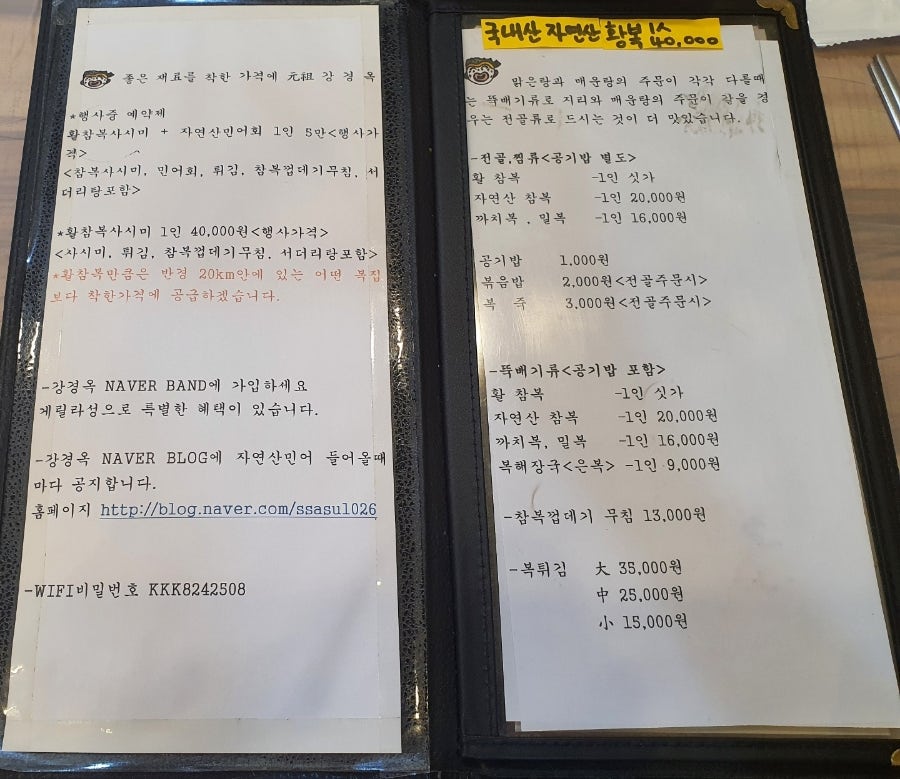 좋은 재료를 착한 가격에 元祖 강 경 옥
*행사중 예약제
활참복사시미 + 자연산민어회 1인 5만<행사가
격>
<참복사시미, 민어회, 튀김, 참복껍데기무침, 서
더리탕포함>
*활참복사시미 1인 40,000원<행사가격>
<사시미, 튀김, 참복껍데기무침, 서더리탕포함>
*활참복만큼은 반경 20km안에 있는 어떤 복집
보다 착한가격에 공급하겠습니다.
-강경옥 NAVER BAND에 가입하세요
게릴라성으로 특별한 혜택이 있습니다.
-강경옥 NAVER BLOG에 자연산민어 들어올때
마다 공지합니다.
홈페이지 http://blog.naver.com/ssasul026
-WIFI비밀번호 KKK8242508
국내산 자연산 황복 1人 40,000
맑은탕과 매운탕의 주문이 각각 다를때
는 뚝배기류로 지리와 매운탕의 주문이 같을 경
우는 전골류로 드시는 것이 더 맛있습니다.
-전골,찜류<공기밥 별도>
활 참복 -1인 싯가
자연산 참복 -1인 20,000원
까치복, 밀복 -1인 16,000원
공기밥 1,000원
볶음밥 2,000원<전골주문시>
복 죽 3,000원<전골주문시>
-뚝배기류<공기밥 포함>
활 참복 -1인 싯가
자연산 참복 -1인 20,000원
까치복, 밀복 -1인 16,000원
복해장국<은복> -1인 9,000원
-참복껍데기 무침 13,000원
-복튀김 大 35,000원
中 25,000원
小 15,000원